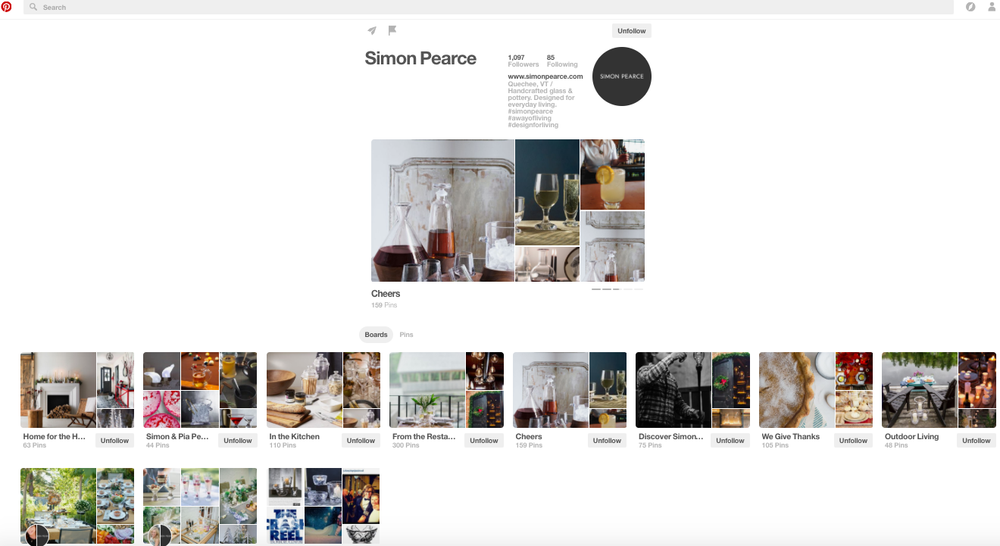 Search
Unfollow
Simon Pearce
1,097 85
Followers Following
www.simonpearce.com
Quechee, VT /
Handcrafted glass &
pottery. Designed for
everyday living.
#simonpearce
#awayofliving
#designforliving
SIMON PEARCE
Cheers
159 Pins
Boards Pins
Home for the H... Unfollow
63 Pins
Simon & Pia Pe... Unfollow
44 Pins
In the Kitchen Unfollow
110 Pins
From the Resta... Unfollow
300 Pins
Cheers Unfollow
159 Pins
Discover Simon... Unfollow
75 Pins
We Give Thanks Unfollow
105 Pins
Outdoor Living Unfollow
48 Pins
THE
REEL